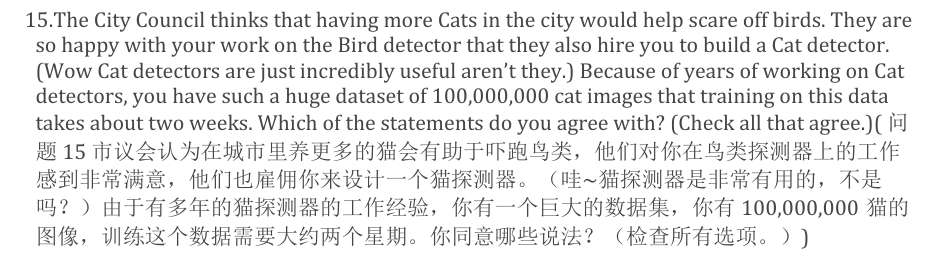 15.The City Council thinks that having more Cats in the city would help scare off birds. They are
so happy with your work on the Bird detector that they also hire you to build a Cat detector.
(Wow Cat detectors are just incredibly useful aren’t they.) Because of years of working on Cat
detectors, you have such a huge dataset of 100,000,000 cat images that training on this data
takes about two weeks. Which of the statements do you agree with? (Check all that agree.)( 问
题 15 市议会认为在城市里养更多的猫会有助于吓跑鸟类，他们对你在鸟类探测器上的工作
感到非常满意，他们也雇佣你来设计一个猫探测器。（哇~猫探测器是非常有用的，不是
吗？）由于有多年的猫探测器的工作经验，你有一个巨大的数据集，你有 100,000,000 猫的
图像，训练这个数据需要大约两个星期。你同意哪些说法？（检查所有选项。）)